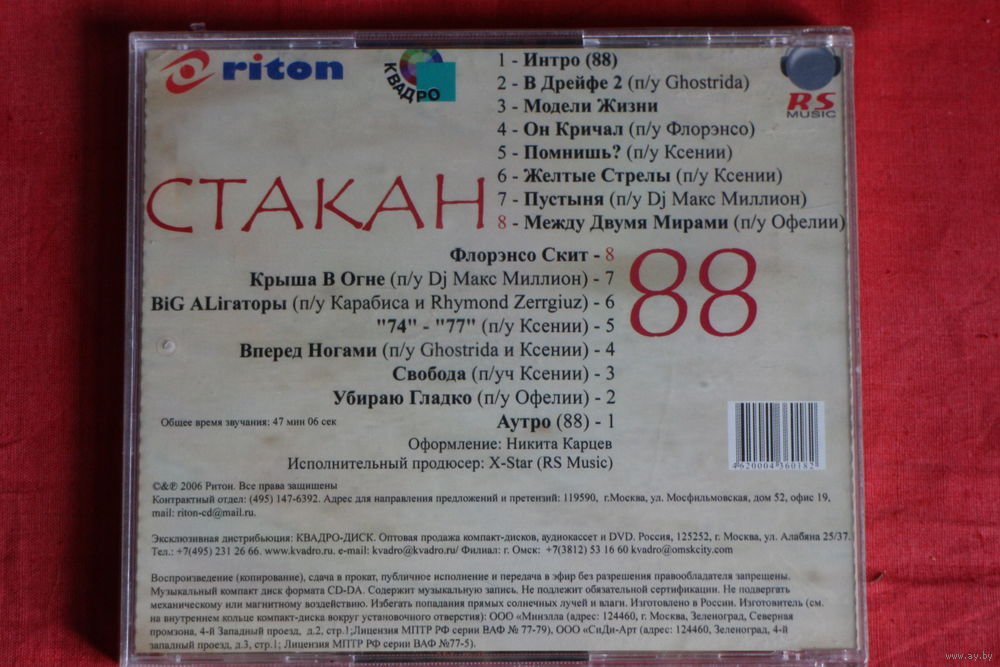 riton
КВАДРО
RS
MUSIC
1 - Интро (88)
2 - В Дрейфе 2 (п/у Ghostrida)
3 - Модели Жизни
4 - Он Кричал (п/у Флорэнсо)
5 - Помнишь? (п/у Ксении)
6 - Желтые Стрелы (п/у Ксении)
7 - Пустыня (п/у Dj Макс Миллион)
8 - Между Двумя Мирами (п/у Офелии)
СТАКАН
88
Флорэнсо Скит - 8
Крыша В Огне (п/у Dj Макс Миллион) - 7
BiG ALiгаторы (п/у Карабиса и Rhymond Zerrgiuz) - 6
"74" - "77" (п/у Ксении) - 5
Вперед Ногами (п/у Ghostrida и Ксении) - 4
Свобода (п/уч Ксении) - 3
Убираю Гладко (п/у Офелии) - 2
Аутро (88) - 1
Общее время звучания: 47 мин 06 сек
Оформление: Никита Карцев
Исполнительный продюсер: X-Star (RS Music)
4620004360182
©&℗ 2006 Ритон. Все права защищены
Контрактный отдел: (495) 147-6392. Адрес для направления предложений и претензий: 119590, г.Москва, ул. Мосфильмовская, дом 52, офис 19,
mail: riton-cd@mail.ru.
Эксклюзивная дистрибьюция: КВАДРО-ДИСК. Оптовая продажа компакт-дисков, аудиокассет и DVD. Россия, 125252, г. Москва, ул. Алабяна 25/37.
Тел.: +7(495) 231 26 66. www.kvadro.ru. e-mail: kvadro@kvadro.ru/ Филиал: г. Омск: +7(3812) 53 16 60 kvadro@omskcity.com
Воспроизведение (копирование), сдача в прокат, публичное исполнение и передача в эфир без разрешения правообладателя запрещены.
Музыкальный компакт диск формата CD-DA. Содержит музыкальную запись. Не подлежит обязательной сертификации. Не подвергать
механическому или магнитному воздействию. Избегать попадания прямых солнечных лучей и влаги. Изготовлено в России. Изготовитель (см.
на внутреннем кольце компакт-диска вокруг установочного отверстия): ООО «Минэлла (адрес: 124460, г. Москва, Зеленоград, Северная
промзона, 4-й Западный проезд, д.2, стр.1;Лицензия МПТР РФ серии ВАФ № 77-79), ООО «СиДи-Арт (адрес: 124460, Зеленоград, 4-й
западный проезд, д.3, стр.1; Лицензия МПТР РФ серии ВАФ №77-5).
www.ay.by